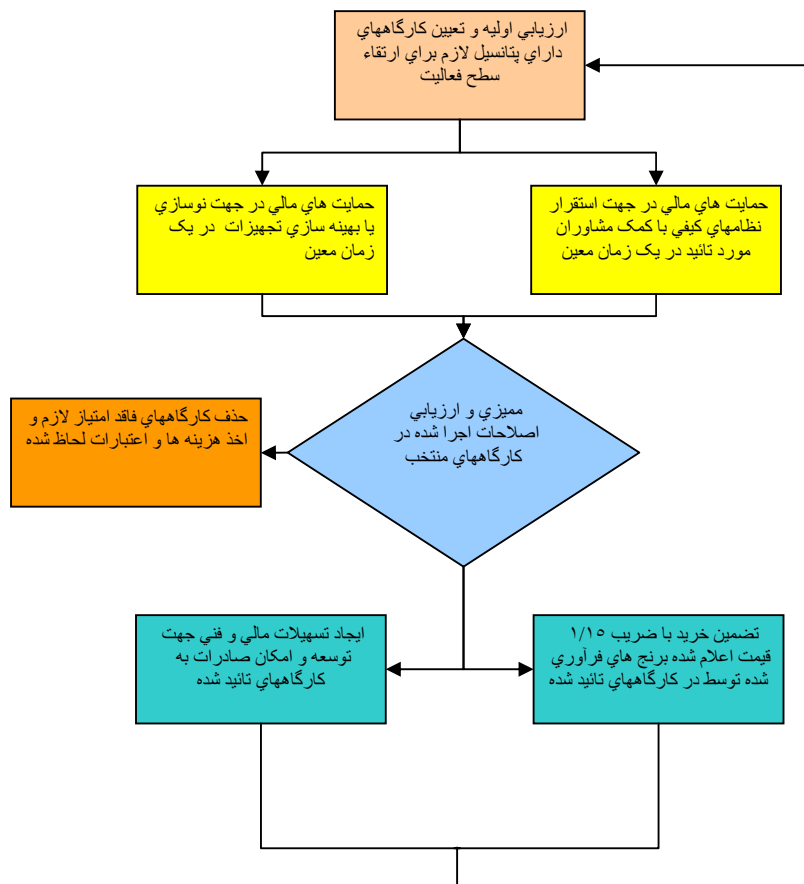 ارزيابي اوليه و تعيين كارگاههاي
داراي پتانسيل لازم براي ارتقاء
سطح فعاليت
حمايت هاي مالي در جهت استقرار
نظامهاي كيفي با كمک مشاوران
مورد تائيد در يک زمان معين
حمايت هاي مالي در جهت نوسازي
يا بهينه سازي تجهيزات در يک
زمان معين
مميزي و ارزيابي
اصلاحات اجرا شده در
كارگاههاي منتخب
حذف كارگاههاي فاقد امتياز لازم و
اخذ هزينه ها و اعتبارات لحاظ شده
تضمين خريد با ضريب ۱/۱۵
قيمت اعلام شده برنج هاي فرآوري
شده توسط در كارگاههاي تائيد شده
ايجاد تسهيلات مالي و فني جهت
توسعه و امكان صادرات به
كارگاههاي تائيد شده